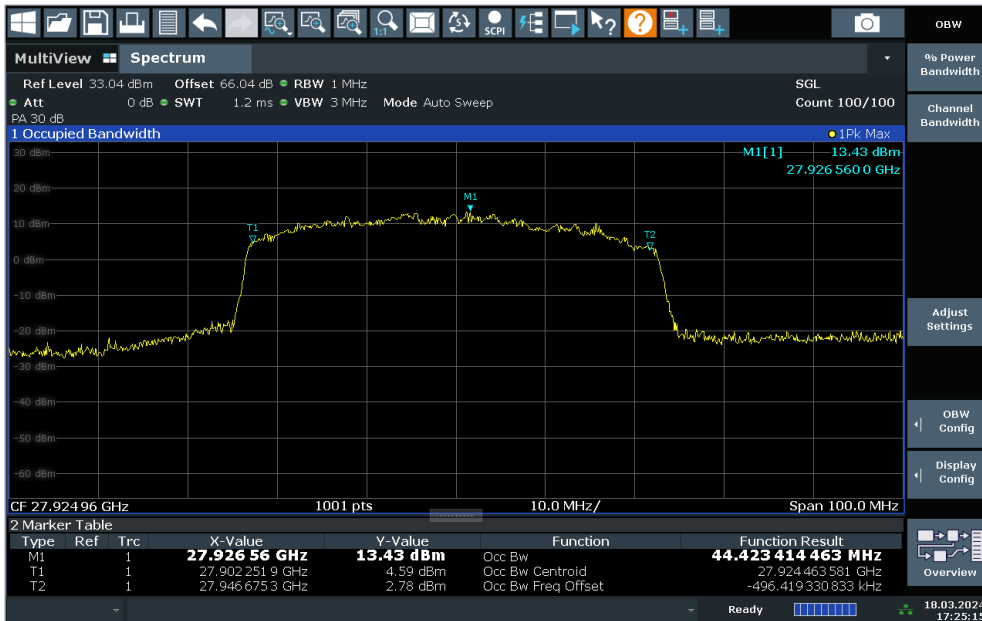 1:1
SCPI
OBW
MultiView Spectrum
% Power Bandwidth
Ref Level 33.04 dBm Offset 66.04 dB RBW 1 MHz SGL
Att 0 dB SWT 1.2 ms VBW 3 MHz Mode Auto Sweep Count 100/100
PA 30 dB
Channel Bandwidth
1 Occupied Bandwidth 1Pk Max
30 dBm M1[1] 13.43 dBm
27.926 560 0 GHz
20 dBm
M1
10 dBm
T1
T2
0 dBm
-10 dBm
-20 dBm
Adjust Settings
-30 dBm
-40 dBm
OBW Config
-50 dBm
-60 dBm
Display Config
CF 27.924 96 GHz 1001 pts 10.0 MHz/ Span 100.0 MHz
2 Marker Table
Type Ref Trc X-Value Y-Value Function Function Result
M1 1 27.926 56 GHz 13.43 dBm Occ Bw 44.423 414 463 MHz
T1 1 27.902 251 9 GHz 4.59 dBm Occ Bw Centroid 27.924 463 581 GHz
T2 1 27.946 675 3 GHz 2.78 dBm Occ Bw Freq Offset -496.419 330 833 kHz
Overview
Ready 18.03.2024
17:25:15